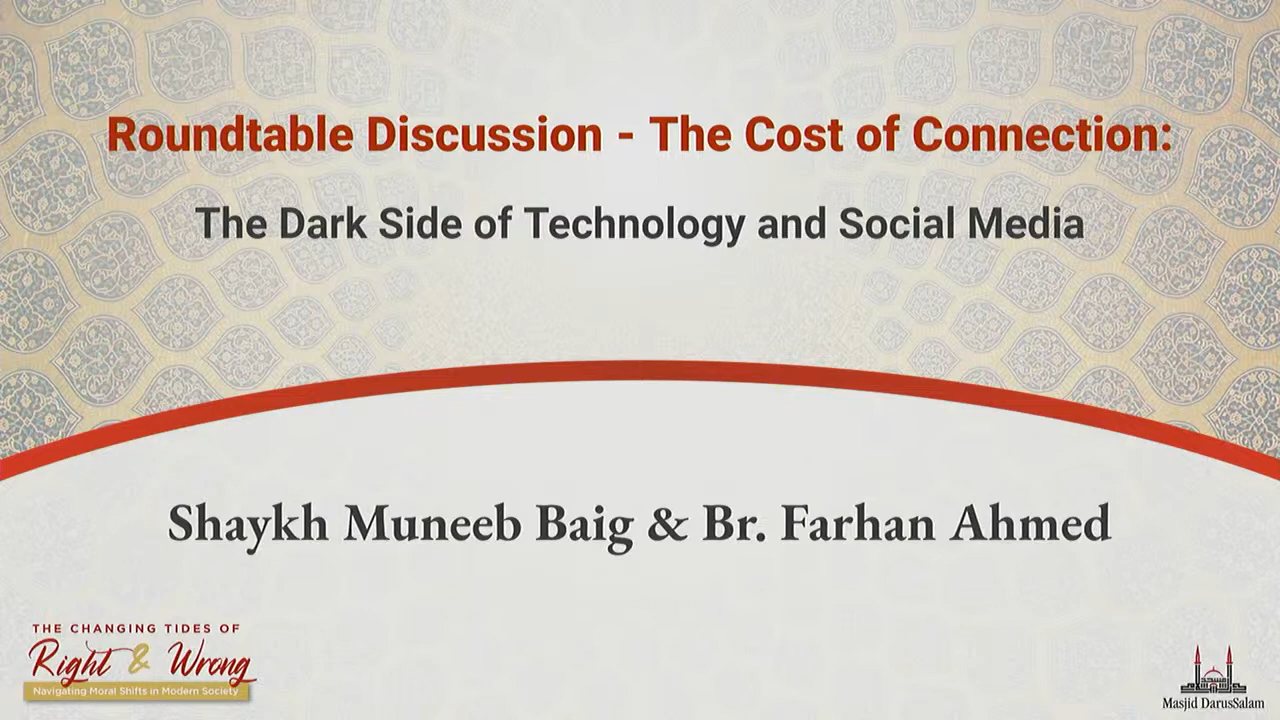 Roundtable Discussion - The Cost of Connection:
The Dark Side of Technology and Social Media
Shaykh Muneeb Baig & Br. Farhan Ahmed
THE CHANGING TIDES OF
Right & Wrong
Navigating Moral Shifts in Modern Society
Masjid DarusSalam